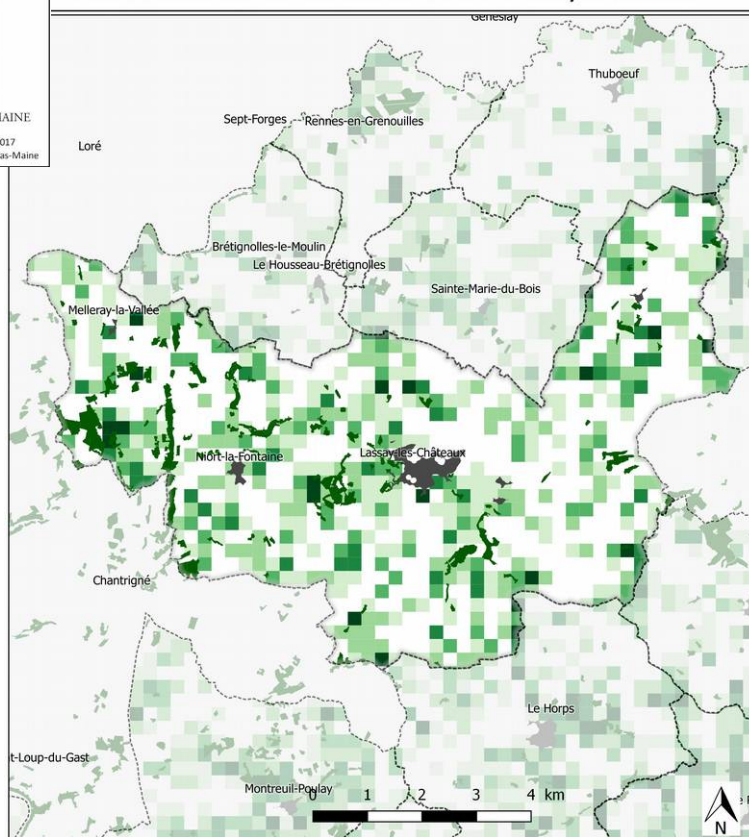 Geneslay
Thuboeuf
AINE
017
as-Maine
Loré
Sept-Forges
Rennes-en-Grenouilles
Brétignolles-le-Moulin
Le Housseau-Brétignolles
Sainte-Marie-du-Bois
Melleray-la-Vallée
Niort-la-Fontaine
Lassay-les-Châteaux
Chantrigné
Le Horps
t-Loup-du-Gast
Montreuil-Poulay
0 1 2 3 4 km
N